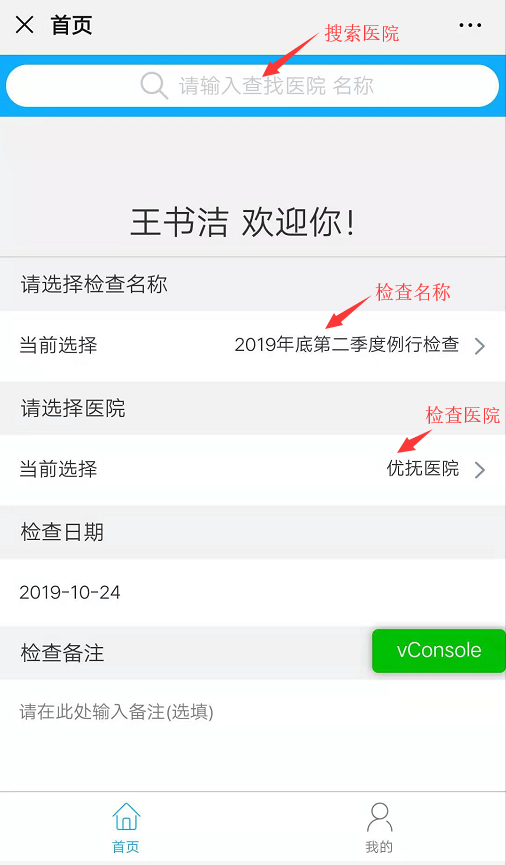 首页
搜索医院
请输入查找医院 名称
王书洁 欢迎你!
请选择检查名称
检查名称
当前选择 2019年底第二季度例行检查
请选择医院
检查医院
当前选择 优抚医院
检查日期
2019-10-24
检查备注
vConsole
请在此处输入备注(选填)
首页 我的